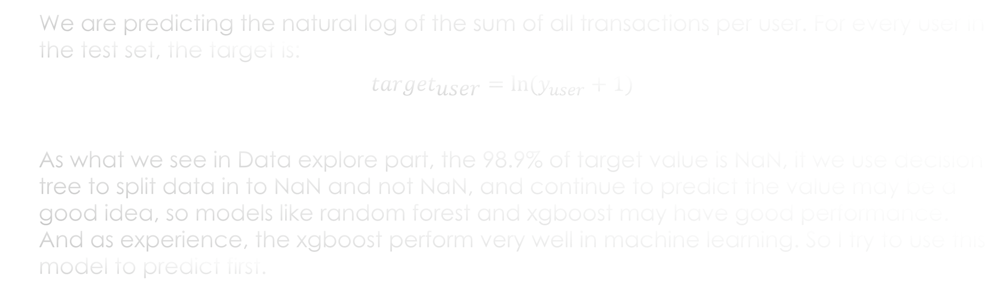 We are predicting the natural log of the sum of all transactions per user. For every user in
the test set, the target is:
target_user = ln(y_user + 1)
As what we see in Data explore part, the 98.9% of target value is NaN, if we use decision
tree to split data in to NaN and not NaN, and continue to predict the value may be a
good idea, so models like random forest and xgboost may have good performance.
And as experience, the xgboost perform very well in machine learning. So I try to use this
model to predict first.